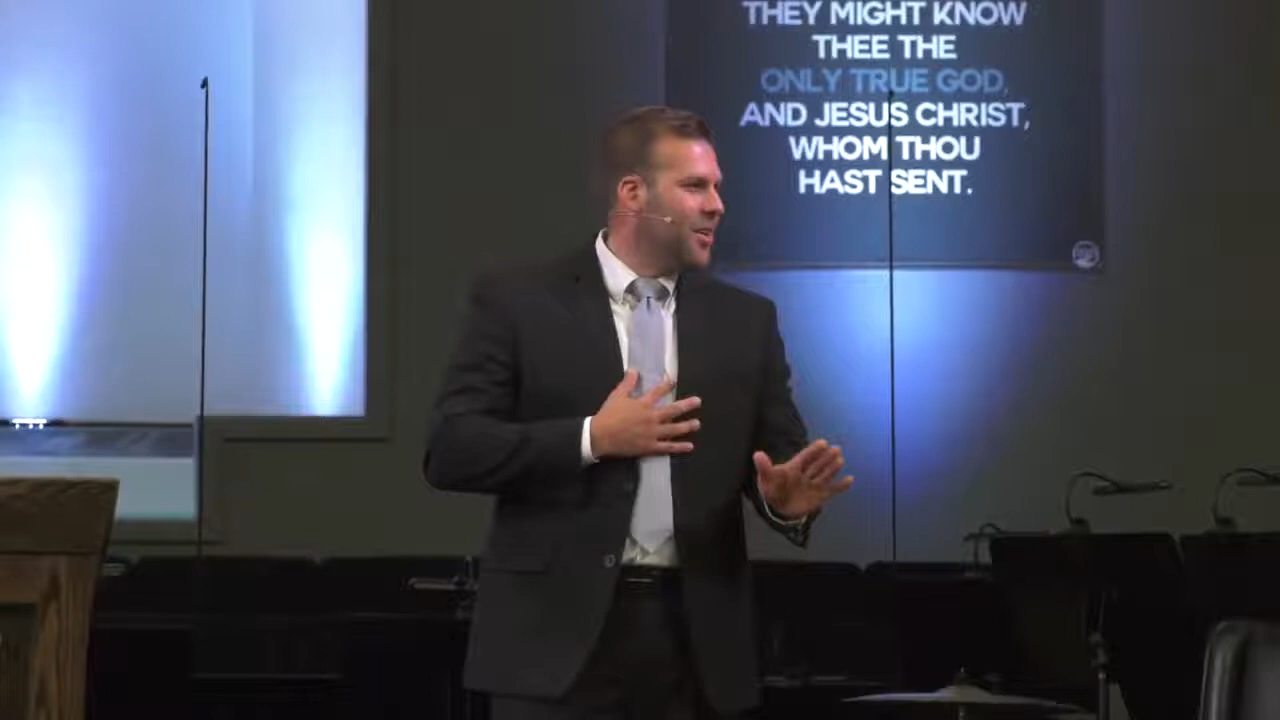 THEY MIGHT KNOW
THEE THE
ONLY TRUE GOD,
AND JESUS CHRIST,
WHOM THOU
HAST SENT.